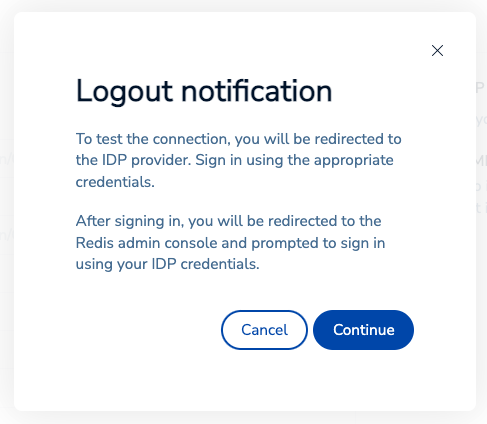 Logout notification
To test the connection, you will be redirected to
the IDP provider. Sign in using the appropriate
credentials.
After signing in, you will be redirected to the
Redis admin console and prompted to sign in
using your IDP credentials.
Cancel Continue